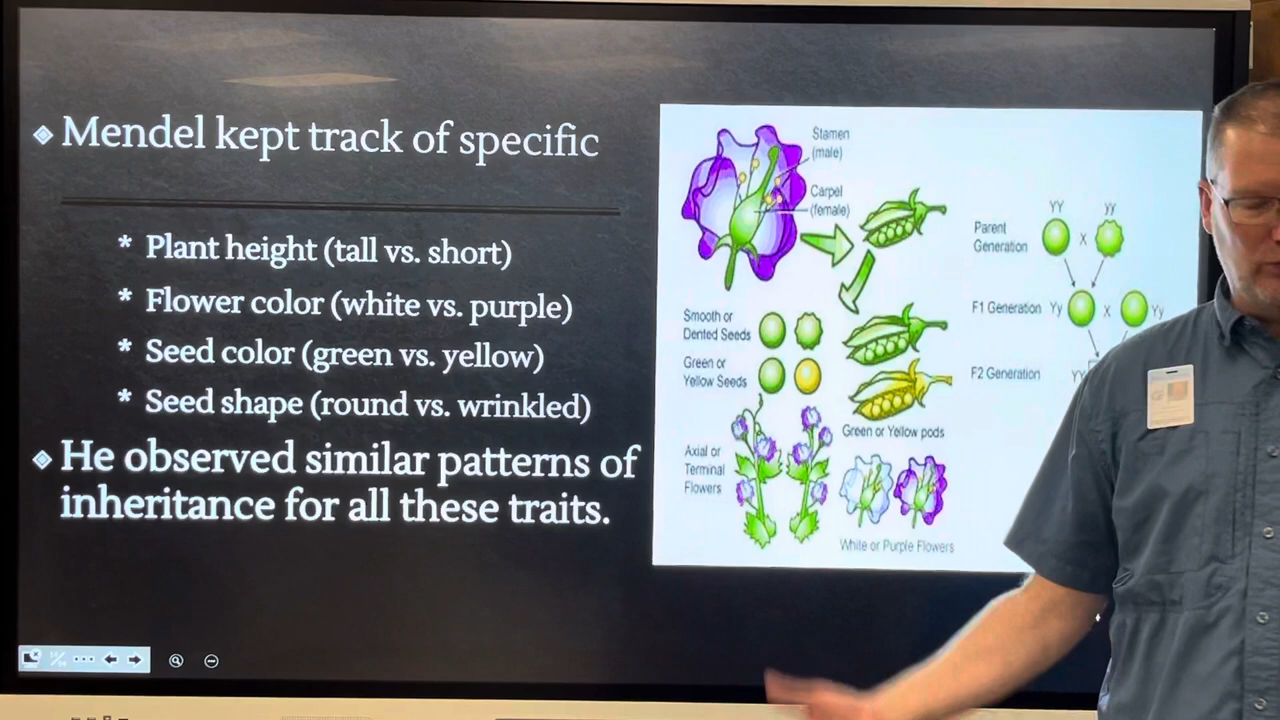 Mendel kept track of specific
* Plant height (tall vs. short)
* Flower color (white vs. purple)
* Seed color (green vs. yellow)
* Seed shape (round vs. wrinkled)
He observed similar patterns of
inheritance for all these traits.
Stamen
(male)
Carpel
(female)
Smooth or
Dented Seeds
Green or
Yellow Seeds
Green or Yellow pods
Axial or
Terminal
Flowers
White or Purple Flowers
YY
yy
Parent
Generation
X
F1 Generation
Yy
X
Yy
F2 Generation
YY